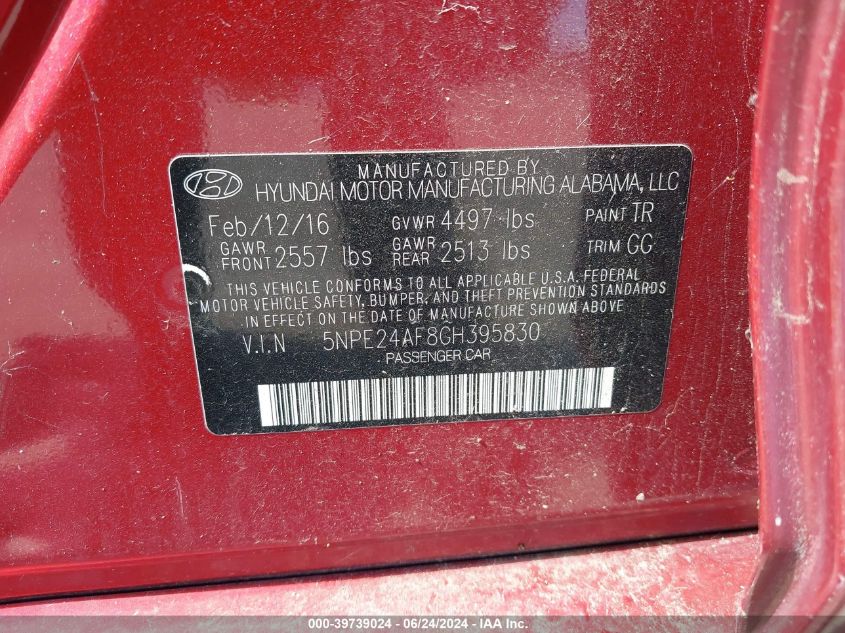 MANUFACTURED BY
HYUNDAI MOTOR MANUFACTURING ALABAMA, LLC
Feb/12/16 GVWR 4497 lbs PAINT TR
GAWR FRONT 2557 lbs GAWR REAR 2513 lbs TRIM GG
THIS VEHICLE CONFORMS TO ALL APPLICABLE U.S.A. FEDERAL
MOTOR VEHICLE SAFETY, BUMPER, AND THEFT PREVENTION STANDARDS
IN EFFECT ON THE DATE OF MANUFACTURE SHOWN ABOVE
V.I.N 5NPE24AF8GH395830
PASSENGER CAR
000-39739024 - 06/24/2024 - IAAI.COM